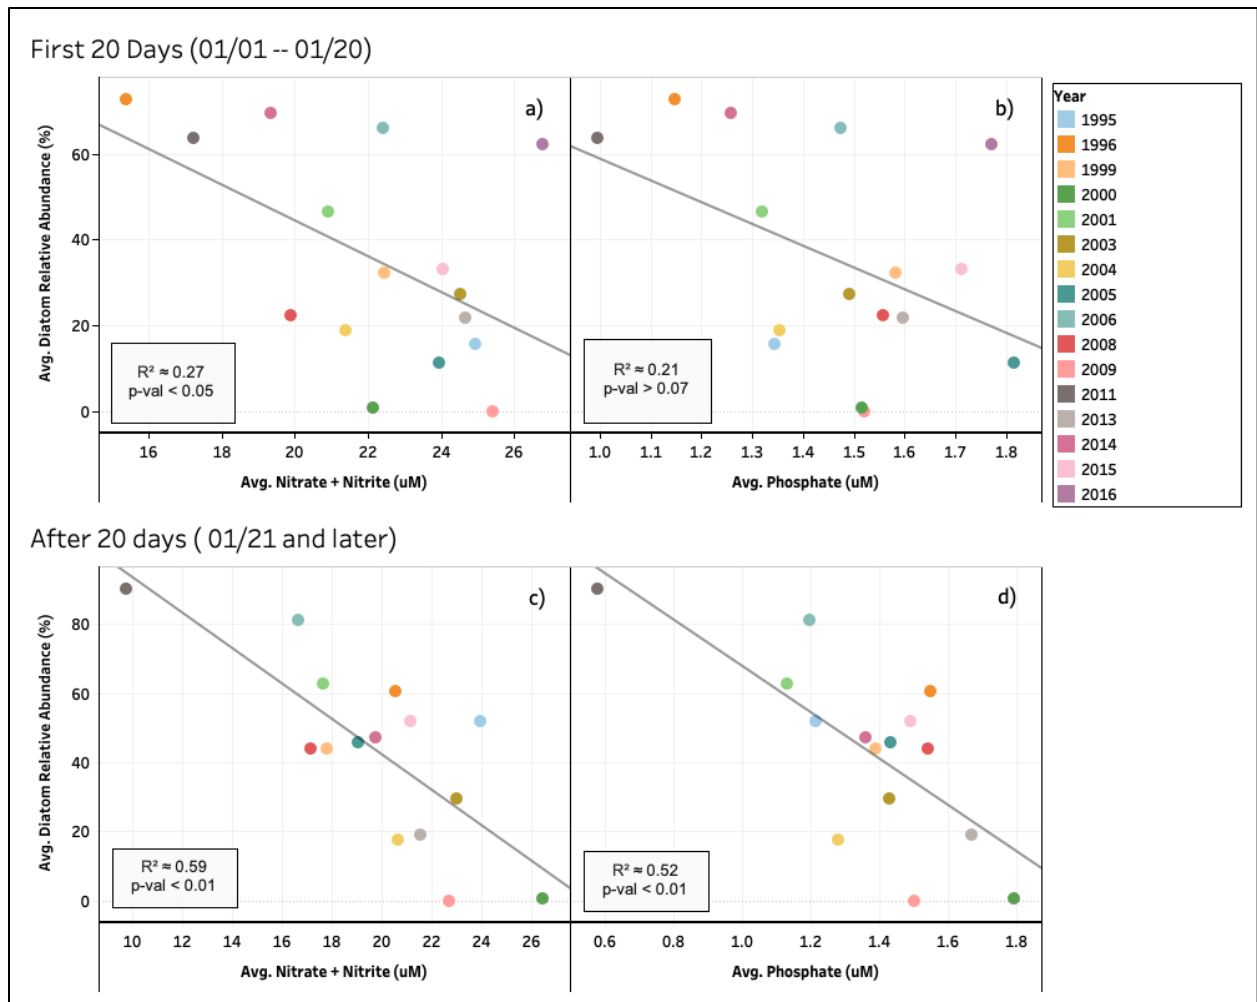 First 20 Days (01/01 -- 01/20)
a)
b)
Avg. Diatom Relative Abundance (%)
60
40
20
0
R² ≈ 0.27
p-val < 0.05
R² ≈ 0.21
p-val > 0.07
16 18 20 22 24 26
1.0 1.1 1.2 1.3 1.4 1.5 1.6 1.7 1.8
Avg. Nitrate + Nitrite (uM)
Avg. Phosphate (uM)
Year
1995
1996
1999
2000
2001
2003
2004
2005
2006
2008
2009
2011
2013
2014
2015
2016
After 20 days ( 01/21 and later)
c)
d)
Avg. Diatom Relative Abundance (%)
80
60
40
20
0
R² ≈ 0.59
p-val < 0.01
R² ≈ 0.52
p-val < 0.01
10 12 14 16 18 20 22 24 26
0.6 0.8 1.0 1.2 1.4 1.6 1.8
Avg. Nitrate + Nitrite (uM)
Avg. Phosphate (uM)